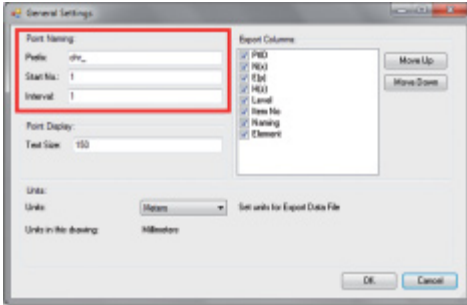 General Settings
Point Naming:
Prefix: chr_
Start No.: 1
Interval: 1
Point Display:
Text Size: 150
Export Columns:
PNO
N(x)
E(y)
H(z)
Level
Item No
Naming
Element
Move Up
Move Down
Units:
Units: Meters Set units for Export Data File
Units in this drawing: Millimeters
OK Cancel